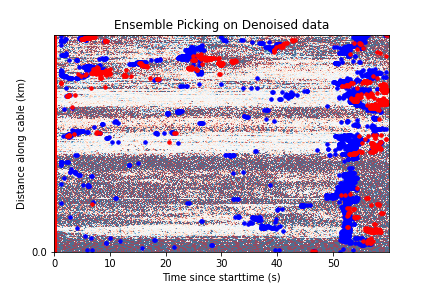 Ensemble Picking on Denoised data
Distance along cable (km)
0.0
0 10 20 30 40 50
Time since starttime (s)